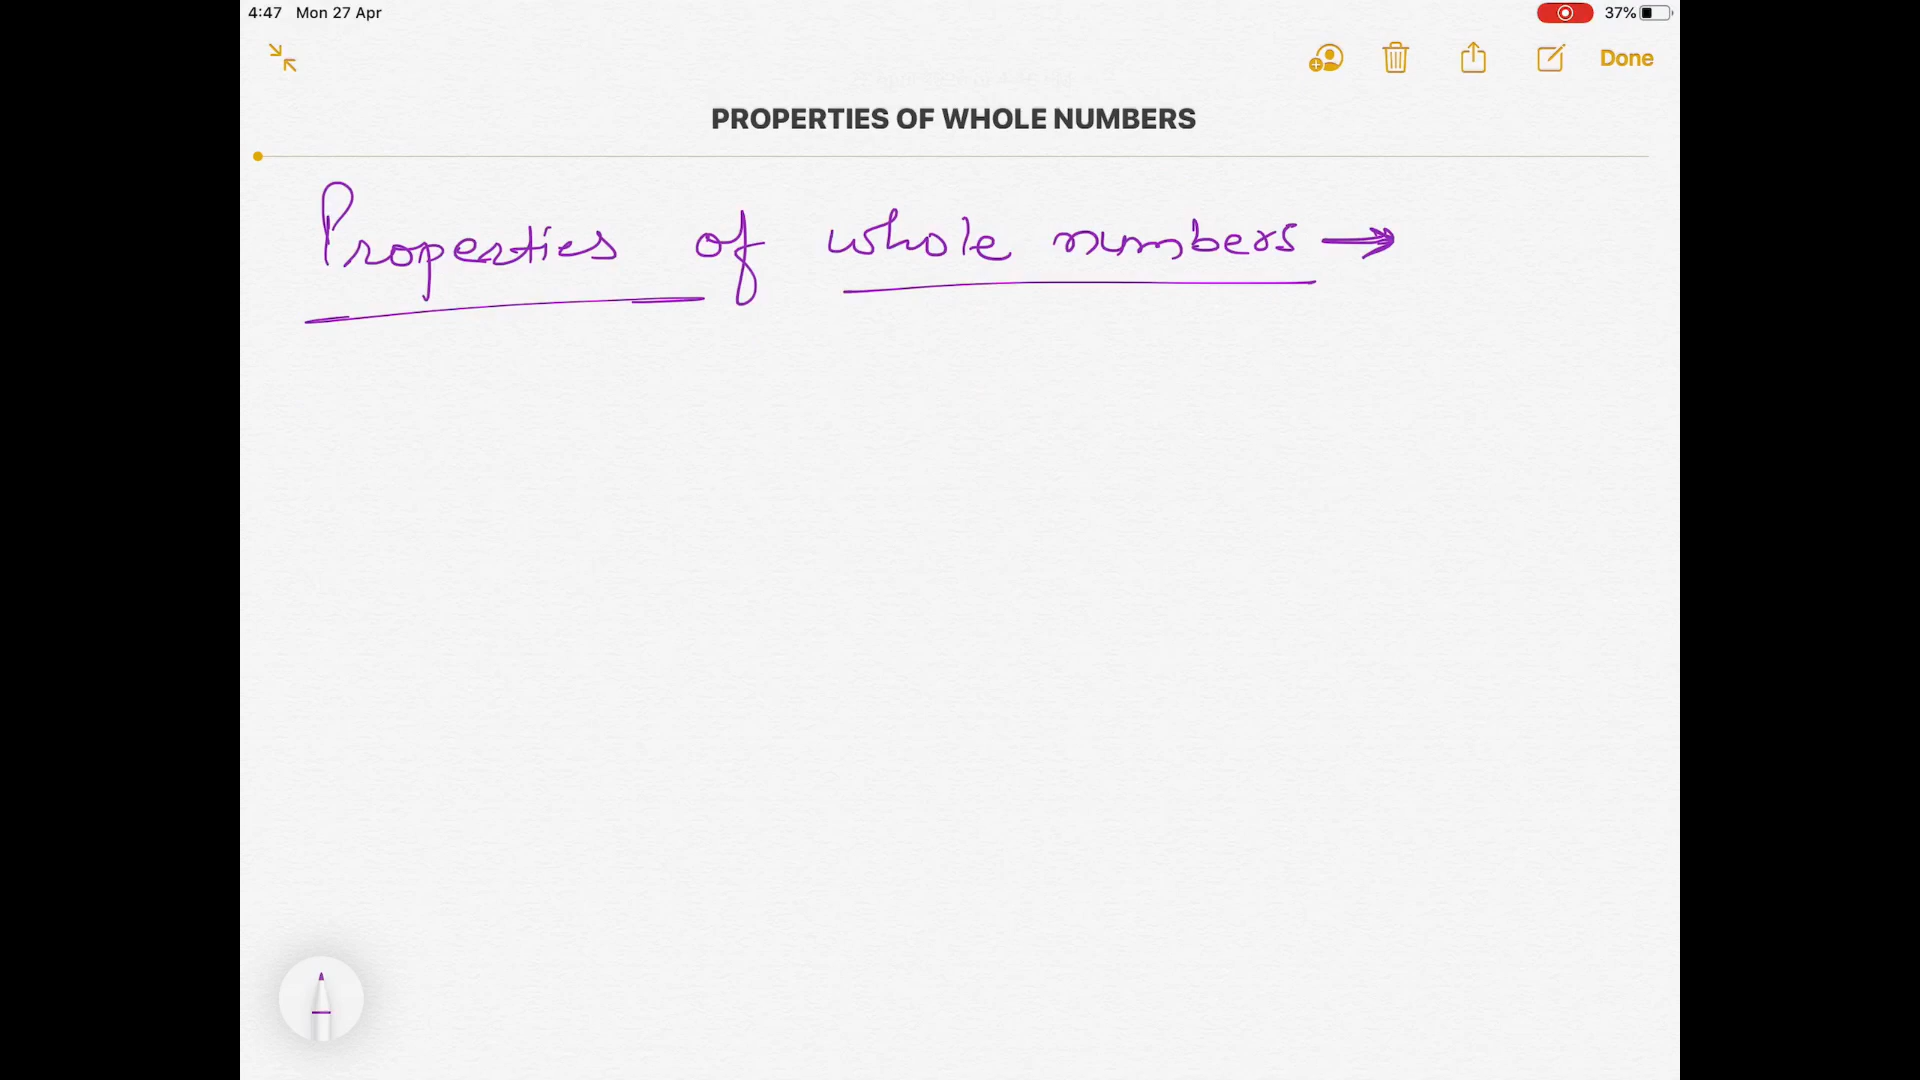 4:47 Mon 27 Apr 37%
Done
PROPERTIES OF WHOLE NUMBERS
Properties of whole numbers →